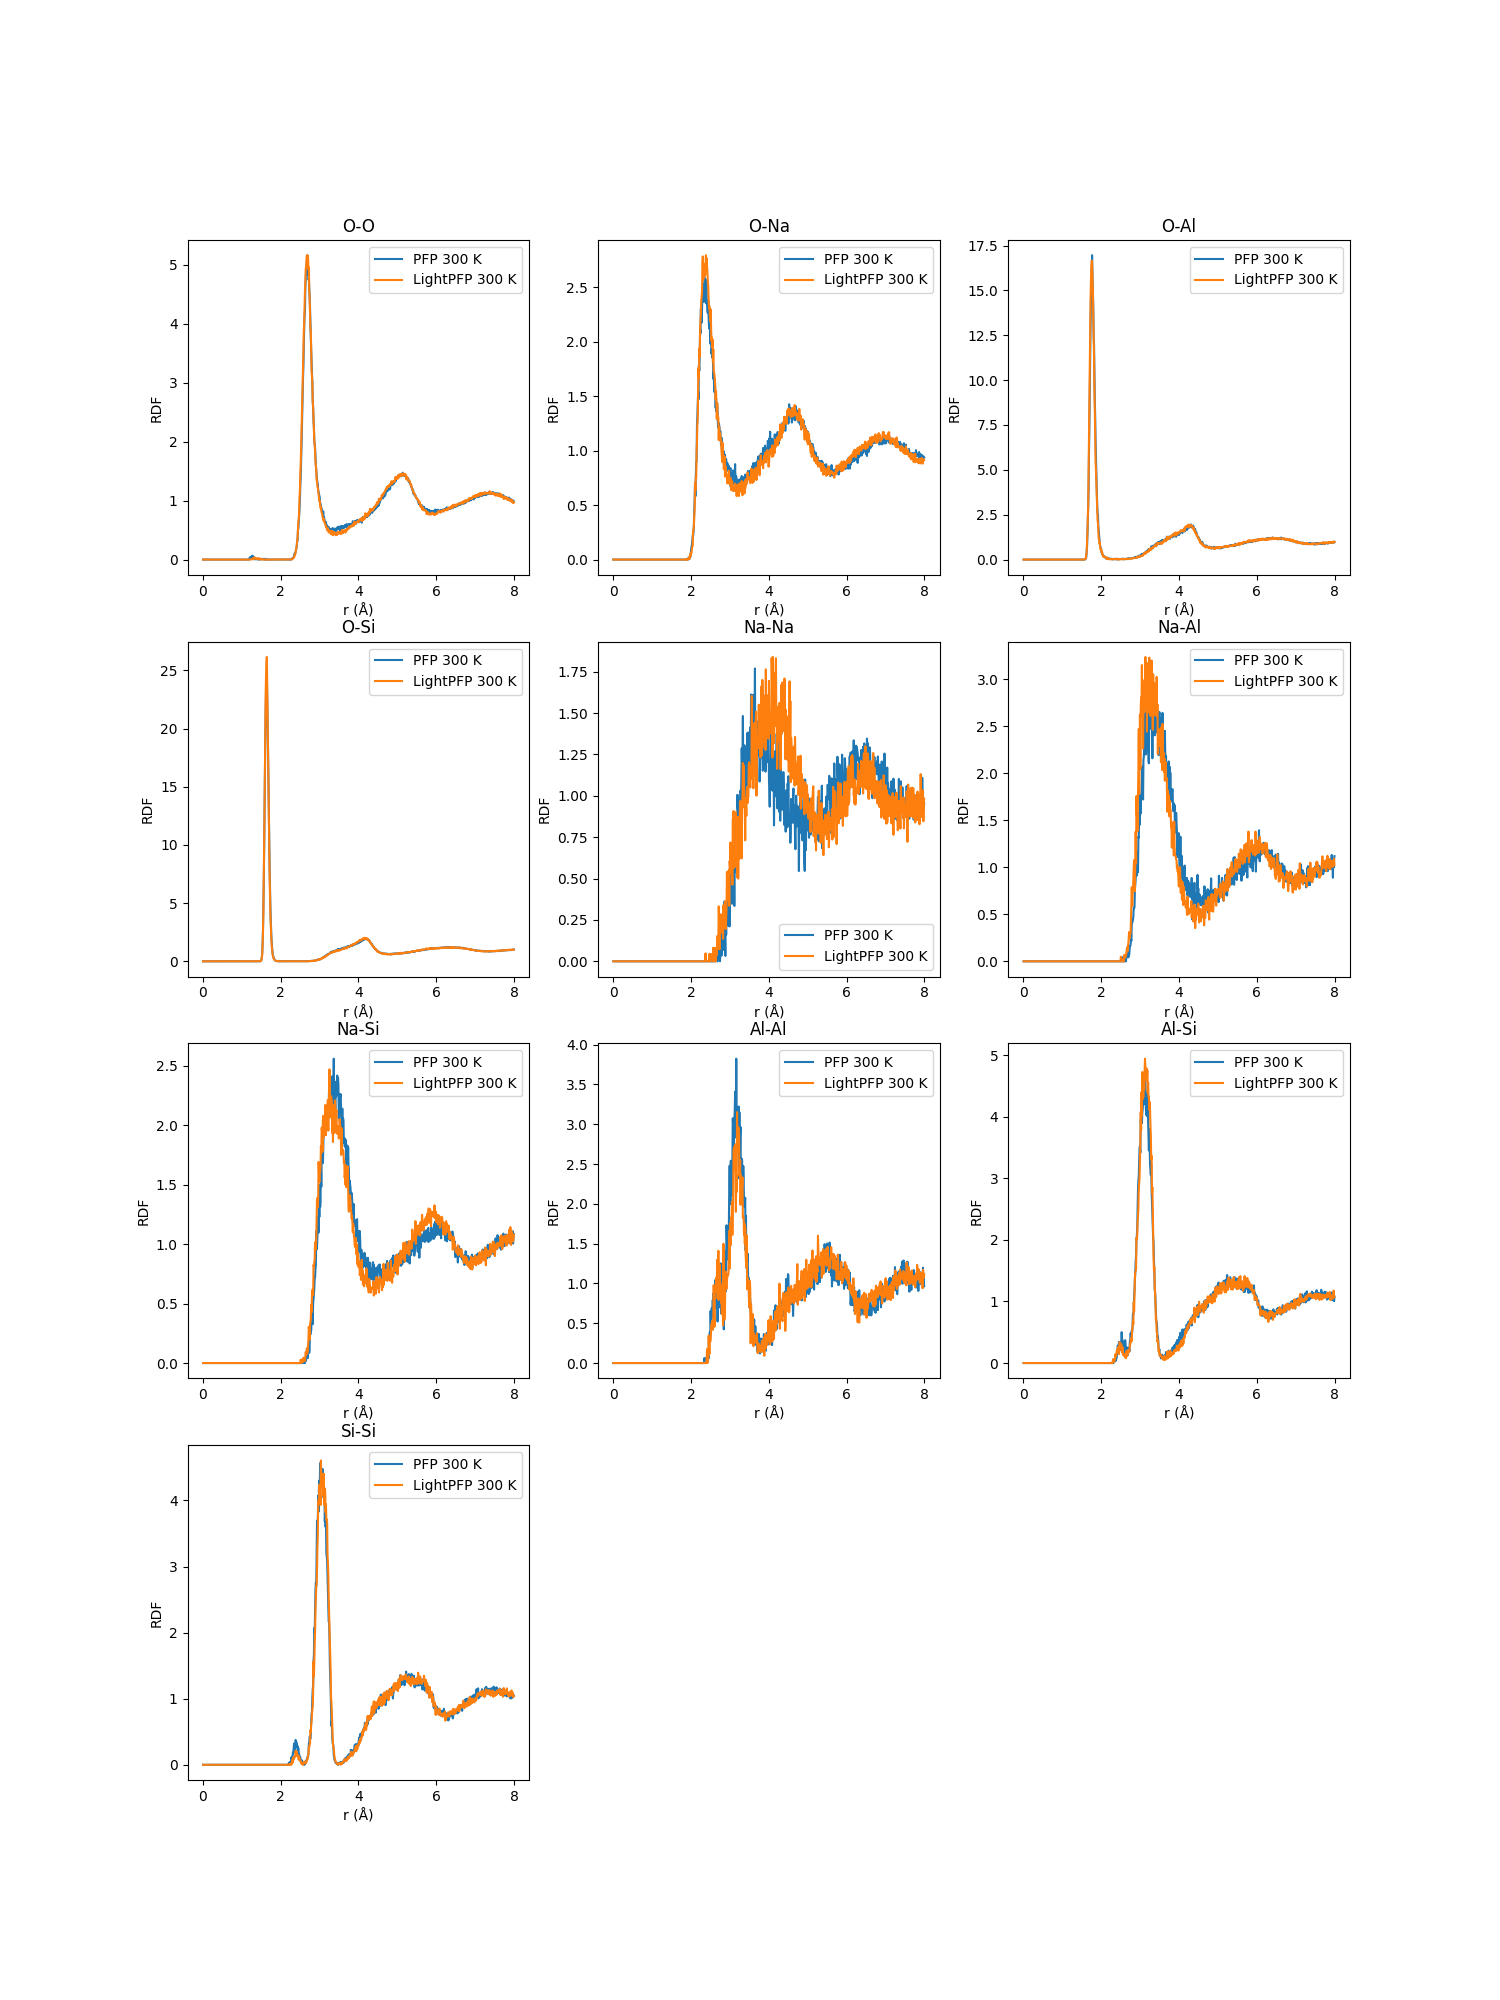 O-O
RDF
5
4
3
2
1
0
PFP 300 K
LightPFP 300 K
0 2 4 6 8
r (Å)
O-Na
RDF
2.5
2.0
1.5
1.0
0.5
0.0
PFP 300 K
LightPFP 300 K
0 2 4 6 8
r (Å)
O-Al
RDF
17.5
15.0
12.5
10.0
7.5
5.0
2.5
0.0
PFP 300 K
LightPFP 300 K
0 2 4 6 8
r (Å)
O-Si
RDF
25
20
15
10
5
0
PFP 300 K
LightPFP 300 K
0 2 4 6 8
r (Å)
Na-Na
RDF
1.75
1.50
1.25
1.00
0.75
0.50
0.25
0.00
PFP 300 K
LightPFP 300 K
0 2 4 6 8
r (Å)
Na-Al
RDF
3.0
2.5
2.0
1.5
1.0
0.5
0.0
PFP 300 K
LightPFP 300 K
0 2 4 6 8
r (Å)
Na-Si
RDF
2.5
2.0
1.5
1.0
0.5
0.0
PFP 300 K
LightPFP 300 K
0 2 4 6 8
r (Å)
Al-Al
RDF
4.0
3.5
3.0
2.5
2.0
1.5
1.0
0.5
0.0
PFP 300 K
LightPFP 300 K
0 2 4 6 8
r (Å)
Al-Si
RDF
5
4
3
2
1
0
PFP 300 K
LightPFP 300 K
0 2 4 6 8
r (Å)
Si-Si
RDF
4
3
2
1
0
PFP 300 K
LightPFP 300 K
0 2 4 6 8
r (Å)